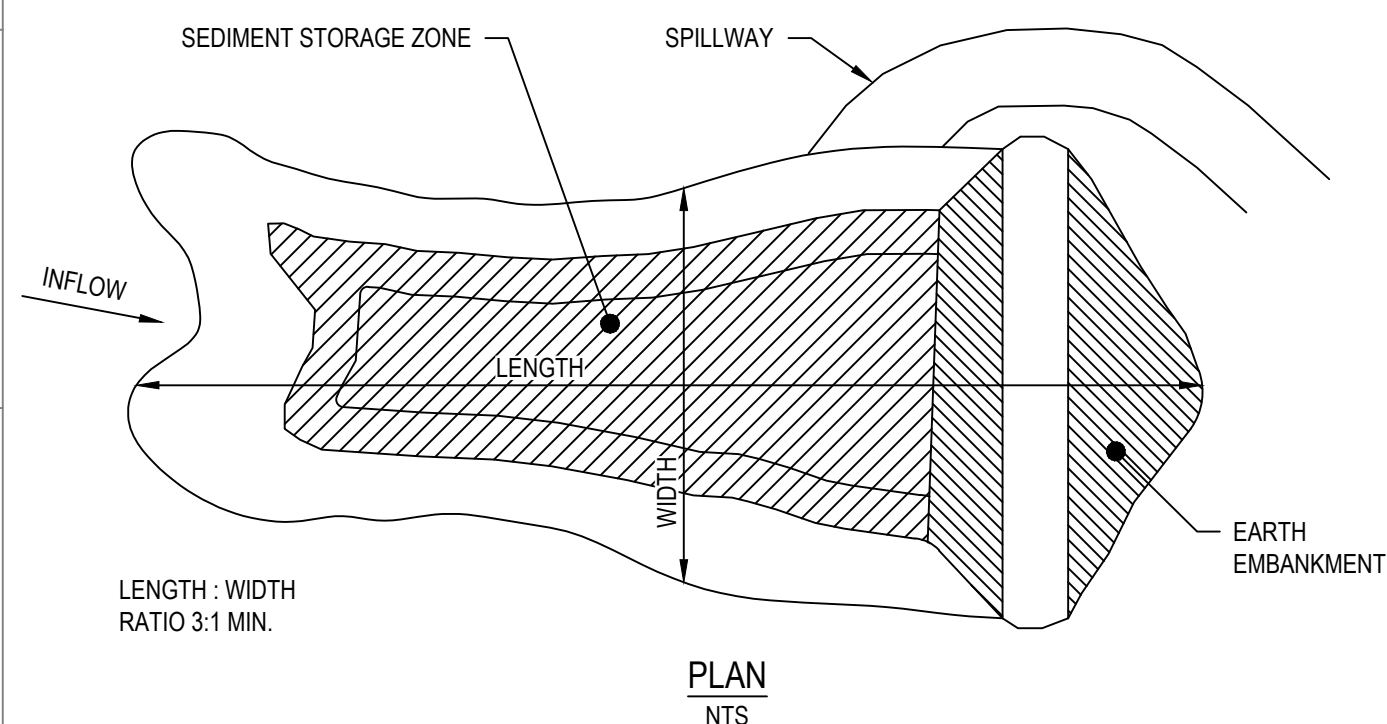 SEDIMENT STORAGE ZONE
SPILLWAY
INFLOW
LENGTH
WIDTH
EARTH
EMBANKMENT
LENGTH : WIDTH
RATIO 3:1 MIN.
PLAN
NTS